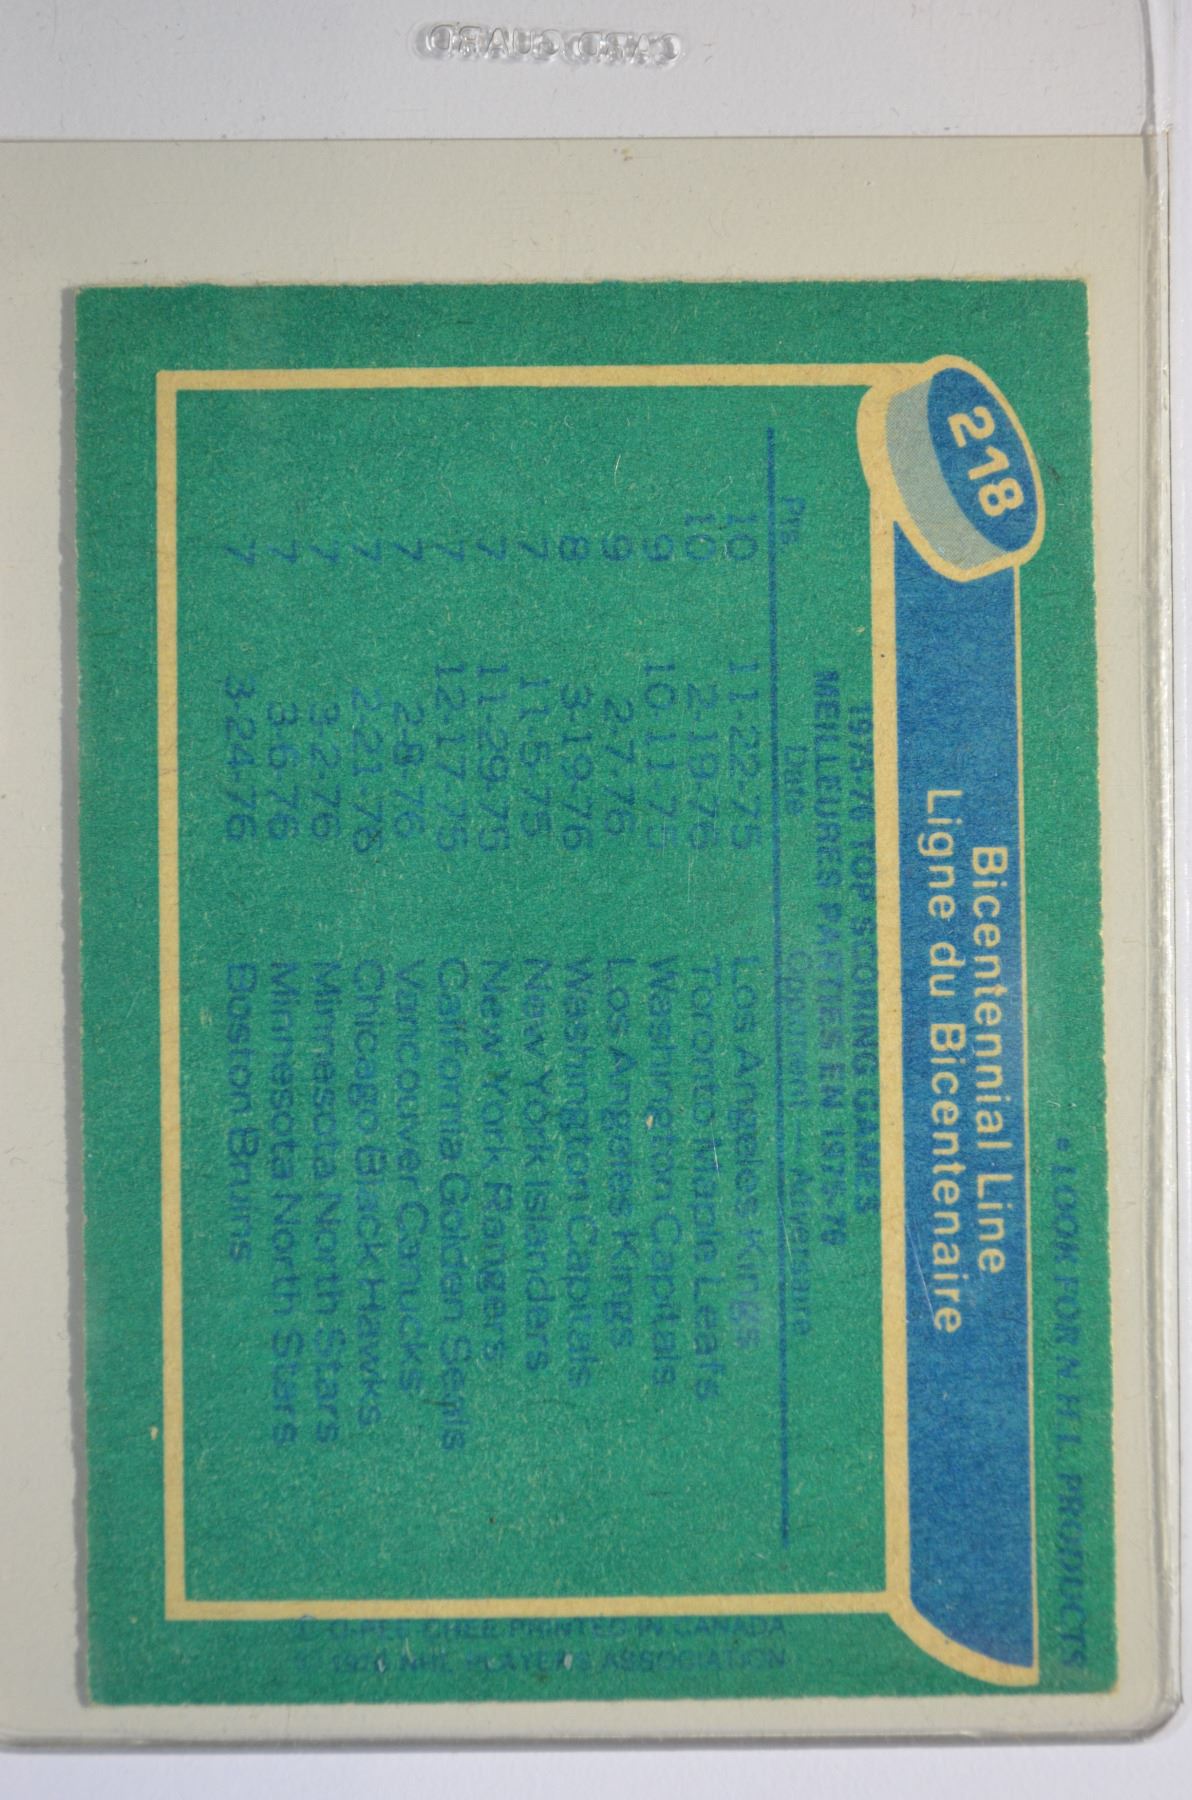 CARD GUARD
• LOOK FOR NHL PRODUCTS
218
Bicentennial Line
Ligne du Bicentenaire
1975-76 TOP SCORING GAMES
MEILLEURES PARTIES EN 1975-76
Pts. Date Opponent — Adversaire
10 11-22-75 Los Angeles Kings
10 2-19-76 Toronto Maple Leafs
9 10-11-75 Washington Capitals
9 2-7-76 Los Angeles Kings
8 3-19-76 Washington Capitals
7 11-5-75 New York Islanders
7 11-29-75 New York Rangers
7 12-17-75 California Golden Seals
7 2-8-76 Vancouver Canucks
7 2-21-76 Chicago Black Hawks
7 3-2-76 Minnesota North Stars
7 3-6-76 Minnesota North Stars
7 3-24-76 Boston Bruins
© O-PEE-CHEE PRINTED IN CANADA
© 1976 NHL PLAYER'S ASSOCIATION